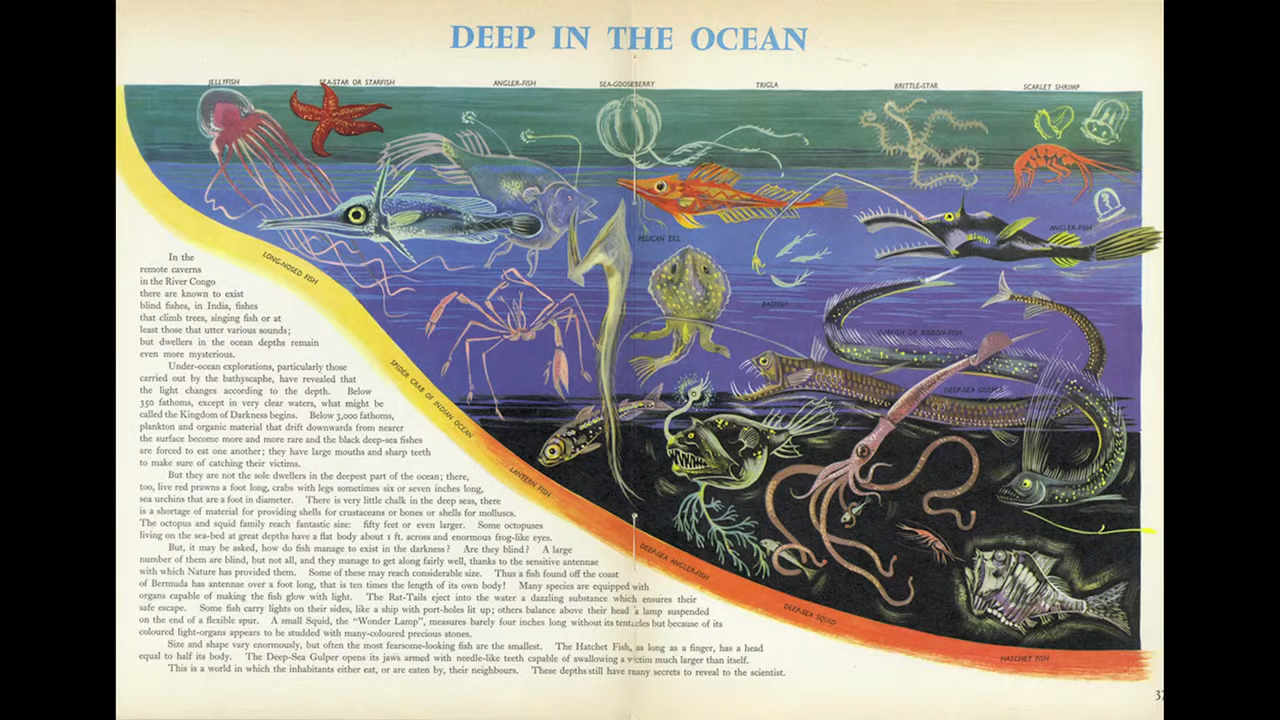 DEEP IN THE OCEAN
JELLYFISH SEA-STAR OR STARFISH ANGLER-FISH SEA-GOOSEBERRY TRIGLA BRITTLE-STAR SCARLET SHRIMP
ANGLER-FISH
PELICAN EEL
LONG-NOSED FISH
BATFISH
OR RIBBON-FISH
SPIDER CRAB OF INDIAN OCEAN
DEEP-SEA GULPER
LANTERN FISH
DEEP-SEA ANGLER-FISH
DEEP-SEA SQUID
HATCHET FISH
In the
remote caverns
in the River Congo
there are known to exist
blind fishes, in India, fishes
that climb trees, singing fish or at
least those that utter various sounds;
but dwellers in the ocean depths remain
even more mysterious.
Under-ocean explorations, particularly those
carried out by the bathyscaphe, have revealed that
the light changes according to the depth. Below
350 fathoms, except in very clear waters, what might be
called the Kingdom of Darkness begins. Below 3,000 fathoms,
plankton and organic material that drift downwards from nearer
the surface become more and more rare and the black deep-sea fishes
are forced to eat one another; they have large mouths and sharp teeth
to make sure of catching their victims.
But they are not the sole dwellers in the deepest part of the ocean; there,
too, live red prawns a foot long, crabs with legs sometimes six or seven inches long,
sea urchins that are a foot in diameter. There is very little chalk in the deep seas, there
is a shortage of material for providing shells for crustaceans or bones or shells for molluscs.
The octopus and squid family reach fantastic size: fifty feet or even larger. Some octopuses
living on the sea-bed at great depths have a flat body about 1 ft. across and enormous frog-like eyes.
But, it may be asked, how do fish manage to exist in the darkness? Are they blind? A large
number of them are blind, but not all, and they manage to get along fairly well, thanks to the sensitive antennae
with which Nature has provided them. Some of these may reach considerable size. Thus a fish found off the coast
of Bermuda has antennae over a foot long, that is ten times the length of its own body! Many species are equipped with
organs capable of making the fish glow with light. The Rat-Tails eject into the water a dazzling substance which ensures their
safe escape. Some fish carry lights on their sides, like a ship with port-holes lit up; others balance above their head a lamp suspended
on the end of a flexible spur. A small Squid, the "Wonder Lamp", measures barely four inches long without its tentacles but because of its
coloured light-organs appears to be studded with many-coloured precious stones.
Size and shape vary enormously, but often the most fearsome-looking fish are the smallest. The Hatchet Fish, as long as a finger, has a head
equal to half its body. The Deep-Sea Gulper opens its jaws armed with needle-like teeth capable of swallowing a victim much larger than itself.
This is a world in which the inhabitants either eat, or are eaten by, their neighbours. These depths still have many secrets to reveal to the scientist.